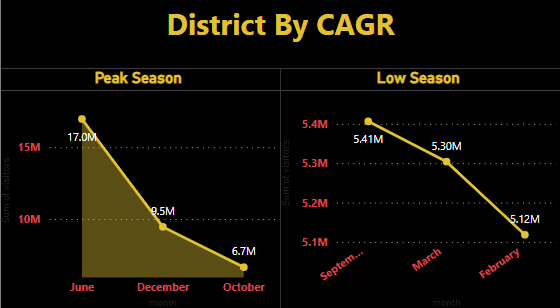 District By CAGR
Peak Season
Low Season
Sum of visitors
15M
10M
17.0M
9.5M
6.7M
June
December
October
month
Sum of visitors
5.4M
5.3M
5.2M
5.1M
5.41M
5.30M
5.12M
Septem...
March
February
month